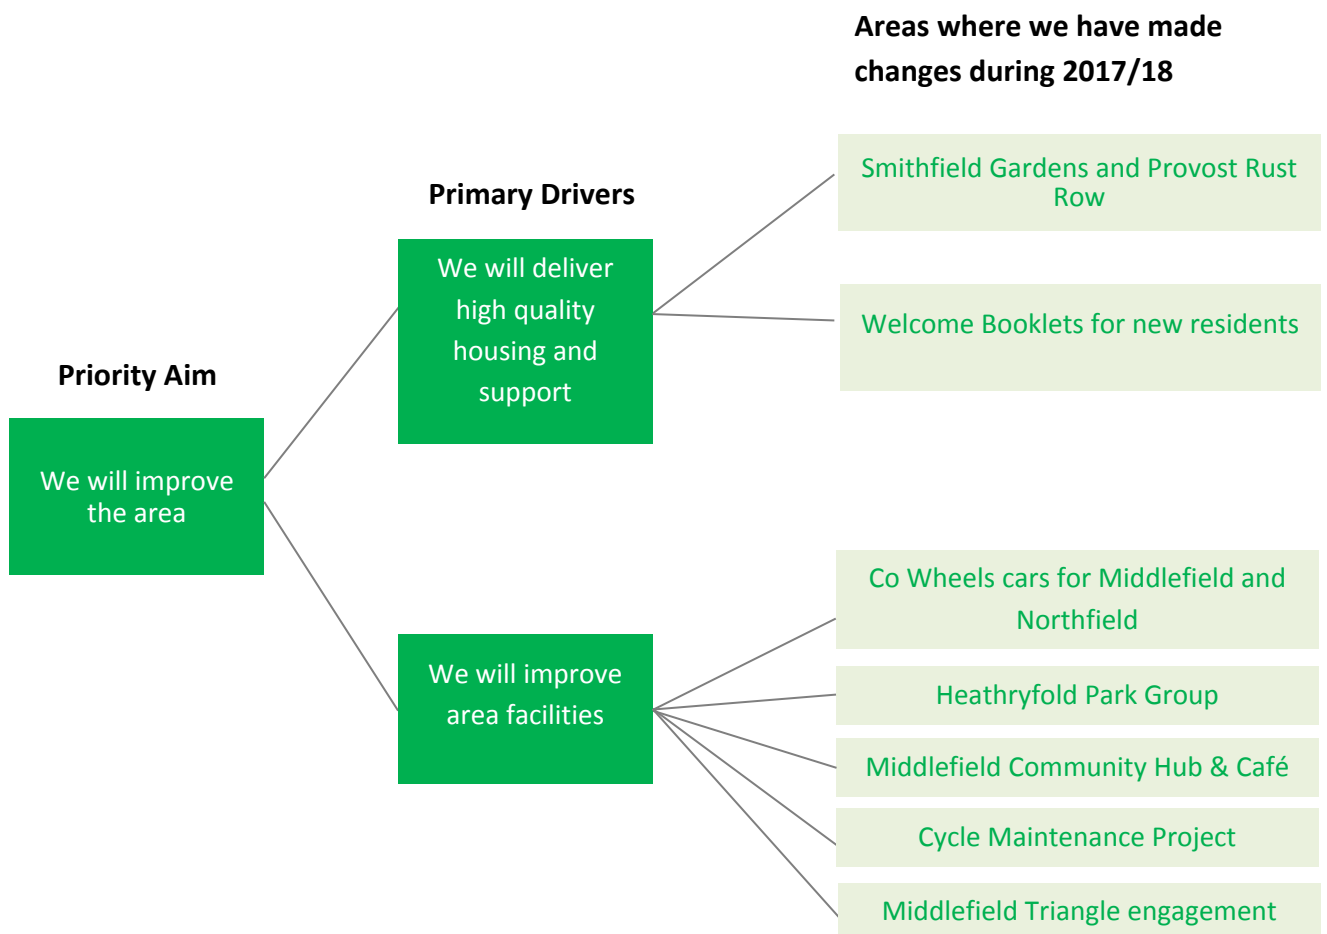 Areas where we have made
changes during 2017/18
Smithfield Gardens and Provost Rust
Row
Primary Drivers
We will deliver
high quality
housing and
support
Welcome Booklets for new residents
Priority Aim
We will improve
the area
Co Wheels cars for Middlefield and
Northfield
We will improve
area facilities
Heathryfold Park Group
Middlefield Community Hub & Café
Cycle Maintenance Project
Middlefield Triangle engagement